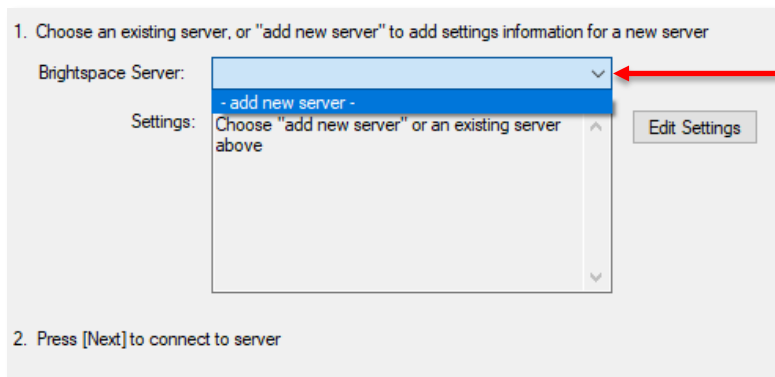 1. Choose an existing server, or "add new server" to add settings information for a new server
Brightspace Server:
- add new server -
Settings:
Choose "add new server" or an existing server
above
Edit Settings
2. Press [Next] to connect to server